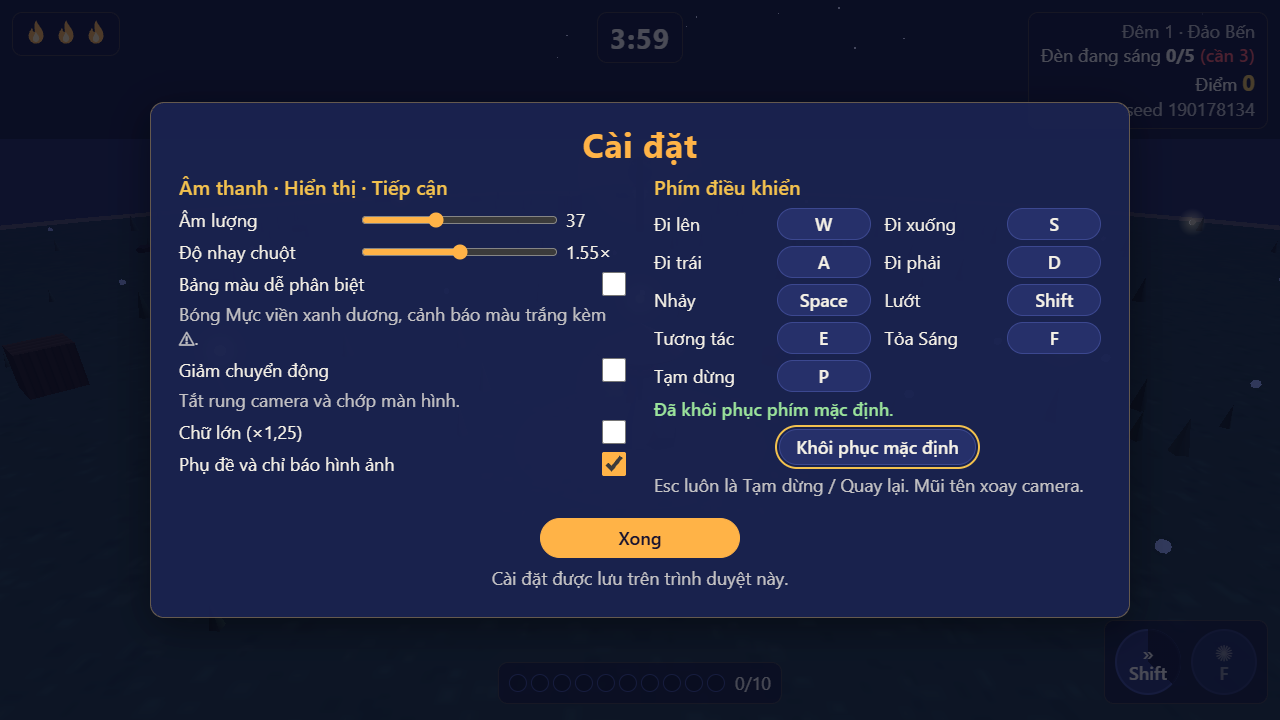 3:59
Đêm 1 · Đảo Bến
Đèn đang sáng 0/5 (cần 3)
Điểm 0
seed 190178134
Cài đặt
Âm thanh · Hiển thị · Tiếp cận
Âm lượng 37
Độ nhạy chuột 1.55×
Bảng màu dễ phân biệt
Bóng Mực viền xanh dương, cảnh báo màu trắng kèm
⚠.
Giảm chuyển động
Tắt rung camera và chớp màn hình.
Chữ lớn (×1,25)
Phụ đề và chỉ báo hình ảnh
Phím điều khiển
Đi lên W Đi xuống S
Đi trái A Đi phải D
Nhảy Space Lướt Shift
Tương tác E Tỏa Sáng F
Tạm dừng P
Đã khôi phục phím mặc định.
Khôi phục mặc định
Esc luôn là Tạm dừng / Quay lại. Mũi tên xoay camera.
Xong
Cài đặt được lưu trên trình duyệt này.
»
Shift F
0/10